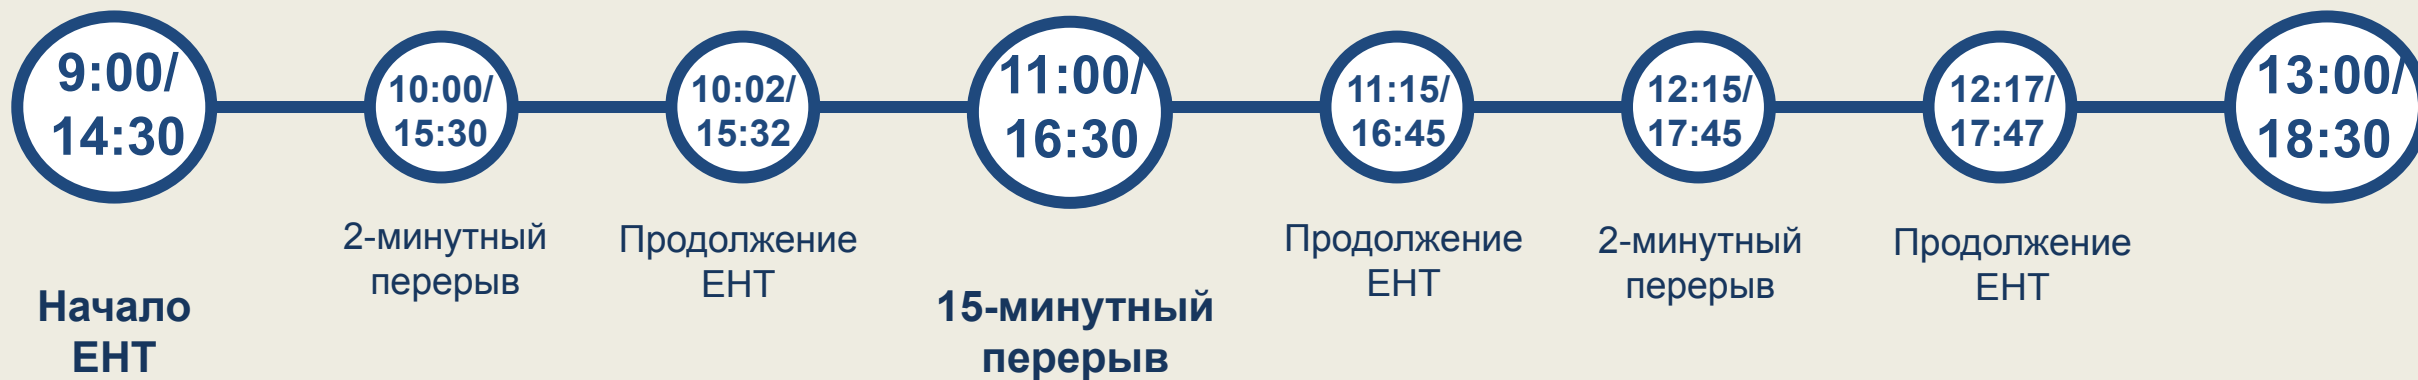 9:00/
14:30
10:00/
15:30
10:02/
15:32
11:00/
16:30
11:15/
16:45
12:15/
17:45
12:17/
17:47
13:00/
18:30
Начало
ЕНТ
2-минутный
перерыв
Продолжение
ЕНТ
15-минутный
перерыв
Продолжение
ЕНТ
2-минутный
перерыв
Продолжение
ЕНТ